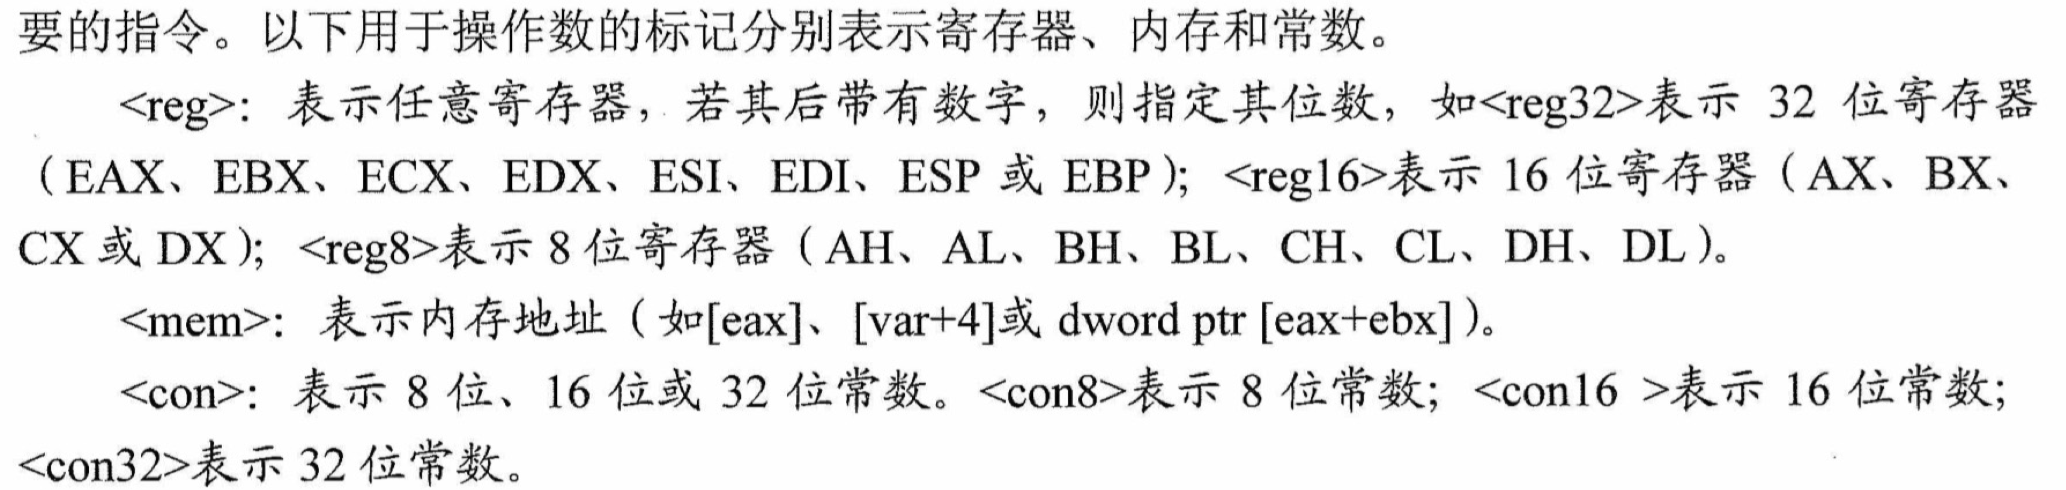 要的指令。以下用于操作数的标记分别表示寄存器、内存和常数。
<reg>：表示任意寄存器，若其后带有数字，则指定其位数，如<reg32>表示 32 位寄存器
（EAX、EBX、ECX、EDX、ESI、EDI、ESP 或 EBP）；<reg16>表示 16 位寄存器（AX、BX、
CX 或 DX）；<reg8>表示 8 位寄存器（AH、AL、BH、BL、CH、CL、DH、DL）。
<mem>：表示内存地址（如[eax]、[var+4]或 dword ptr [eax+ebx]）。
<con>：表示 8 位、16 位或 32 位常数。<con8>表示 8 位常数；<con16 >表示 16 位常数；
<con32>表示 32 位常数。